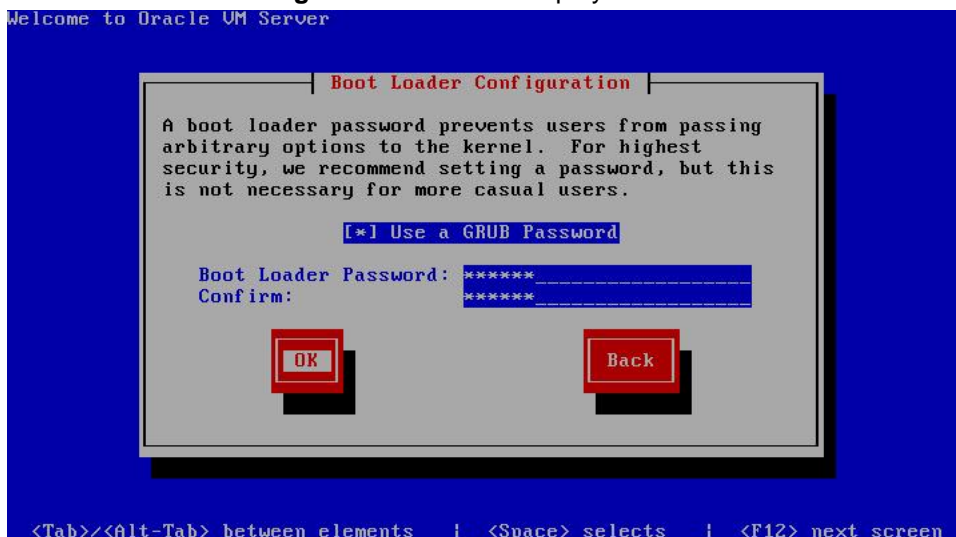 Welcome to Oracle VM Server
Boot Loader Configuration
A boot loader password prevents users from passing
arbitrary options to the kernel.  For highest
security, we recommend setting a password, but this
is not necessary for more casual users.
[*] Use a GRUB Password
Boot Loader Password: ******___________________
Confirm: ******___________________
OK Back
<Tab>/<Alt-Tab> between elements | <Space> selects | <F12> next screen